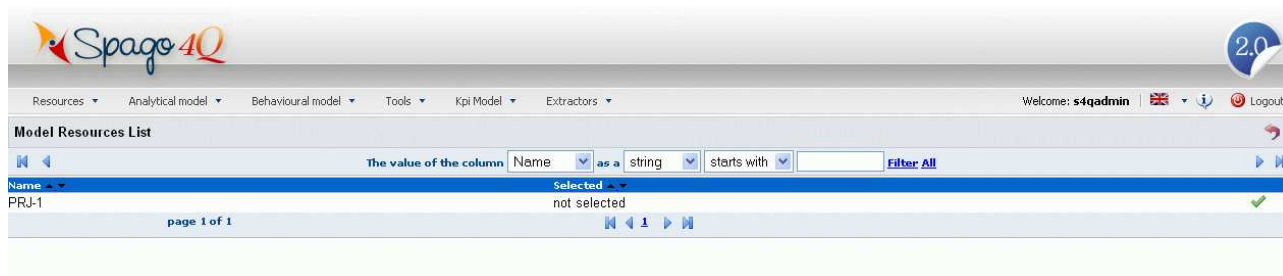 Spago4Q
2.0
Resources Analytical model Behavioural model Tools Kpi Model Extractors Welcome: s4qadmin Logout
Model Resources List
The value of the column Name as a string starts with Filter All
Name Selected
PRJ-1 not selected
page 1 of 1 1